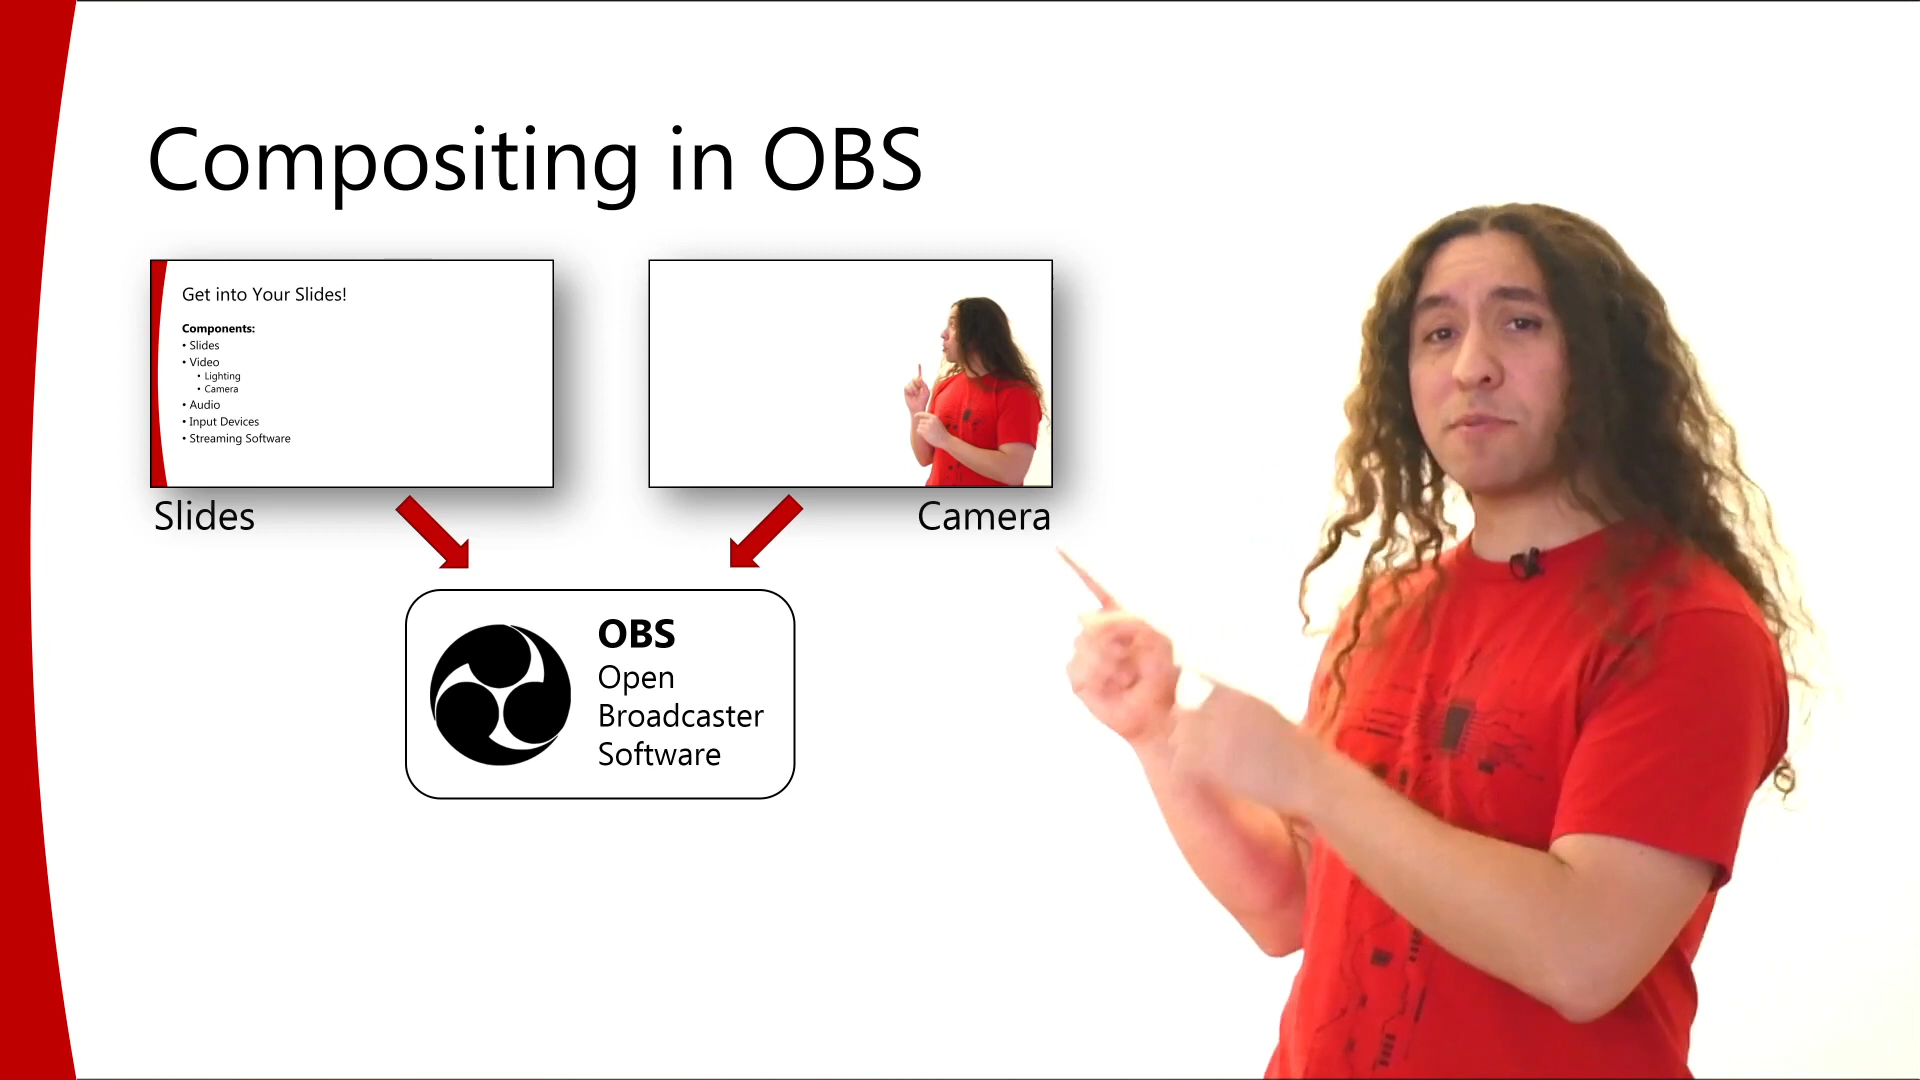 Compositing in OBS
Get into Your Slides!
Components:
• Slides
• Video
• Lighting
• Camera
• Audio
• Input Devices
• Streaming Software
Slides
Camera
OBS
Open
Broadcaster
Software